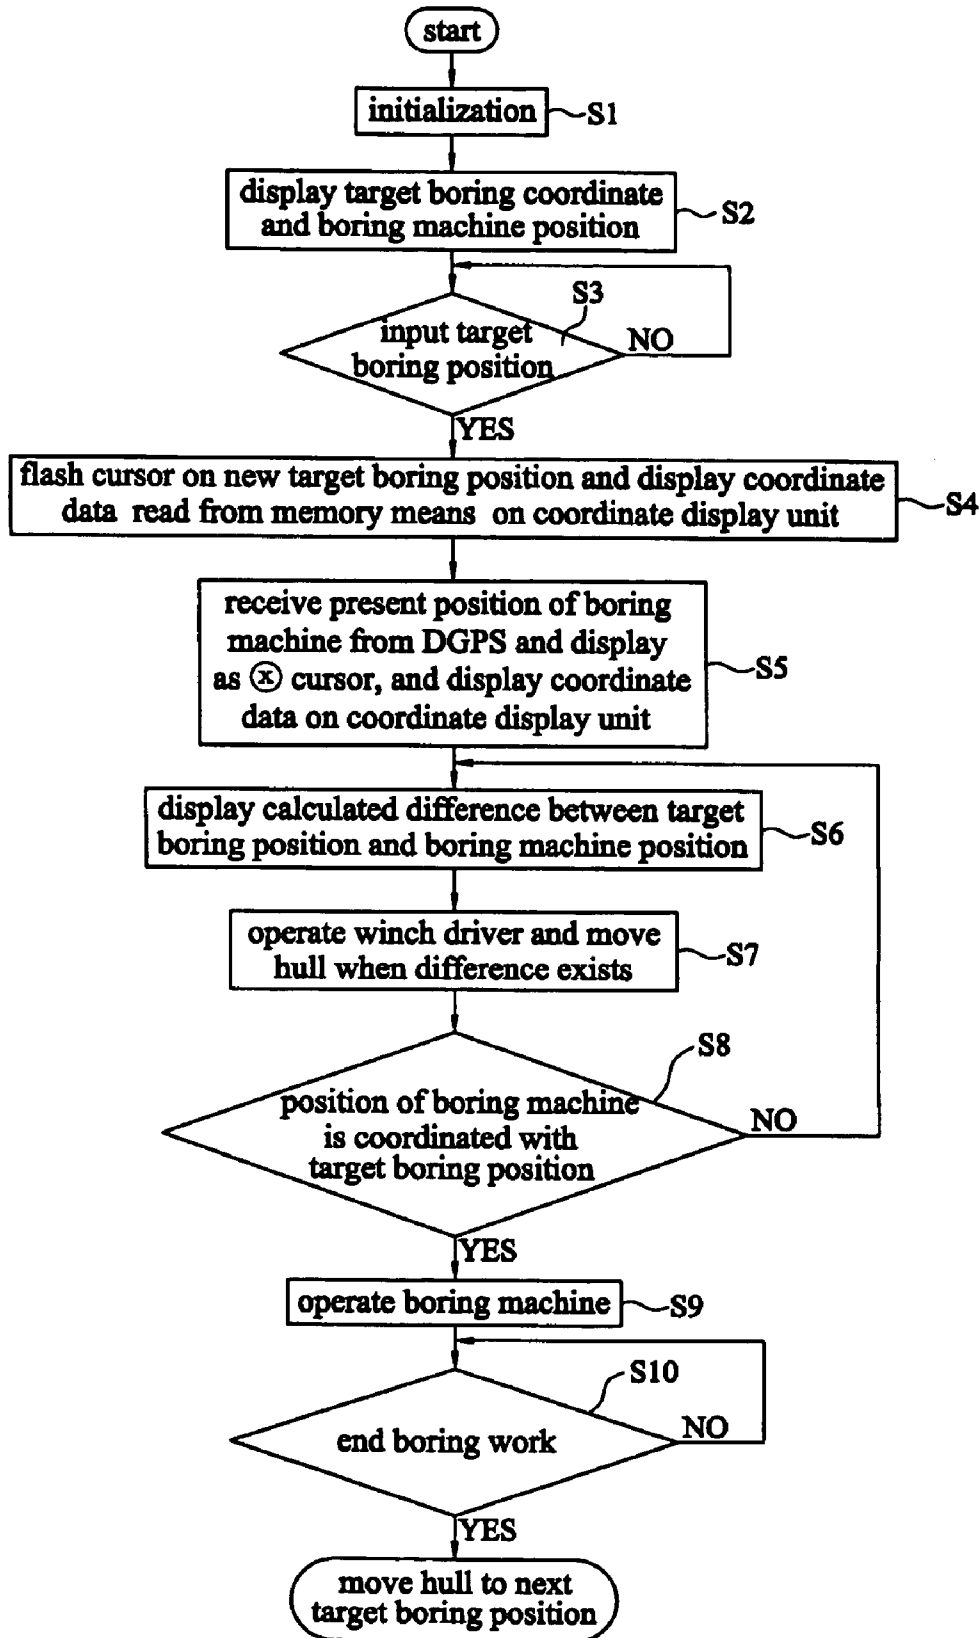 start
initialization
S1
display target boring coordinate
and boring machine position
S2
S3
input target
boring position
NO
YES
flash cursor on new target boring position and display coordinate
data read from memory means on coordinate display unit
S4
receive present position of boring
machine from DGPS and display
as ⓧ cursor, and display coordinate
data on coordinate display unit
S5
display calculated difference between target
boring position and boring machine position
S6
operate winch driver and move
hull when difference exists
S7
S8
position of boring machine
is coordinated with
target boring position
NO
YES
operate boring machine
S9
S10
end boring work
NO
YES
move hull to next
target boring position